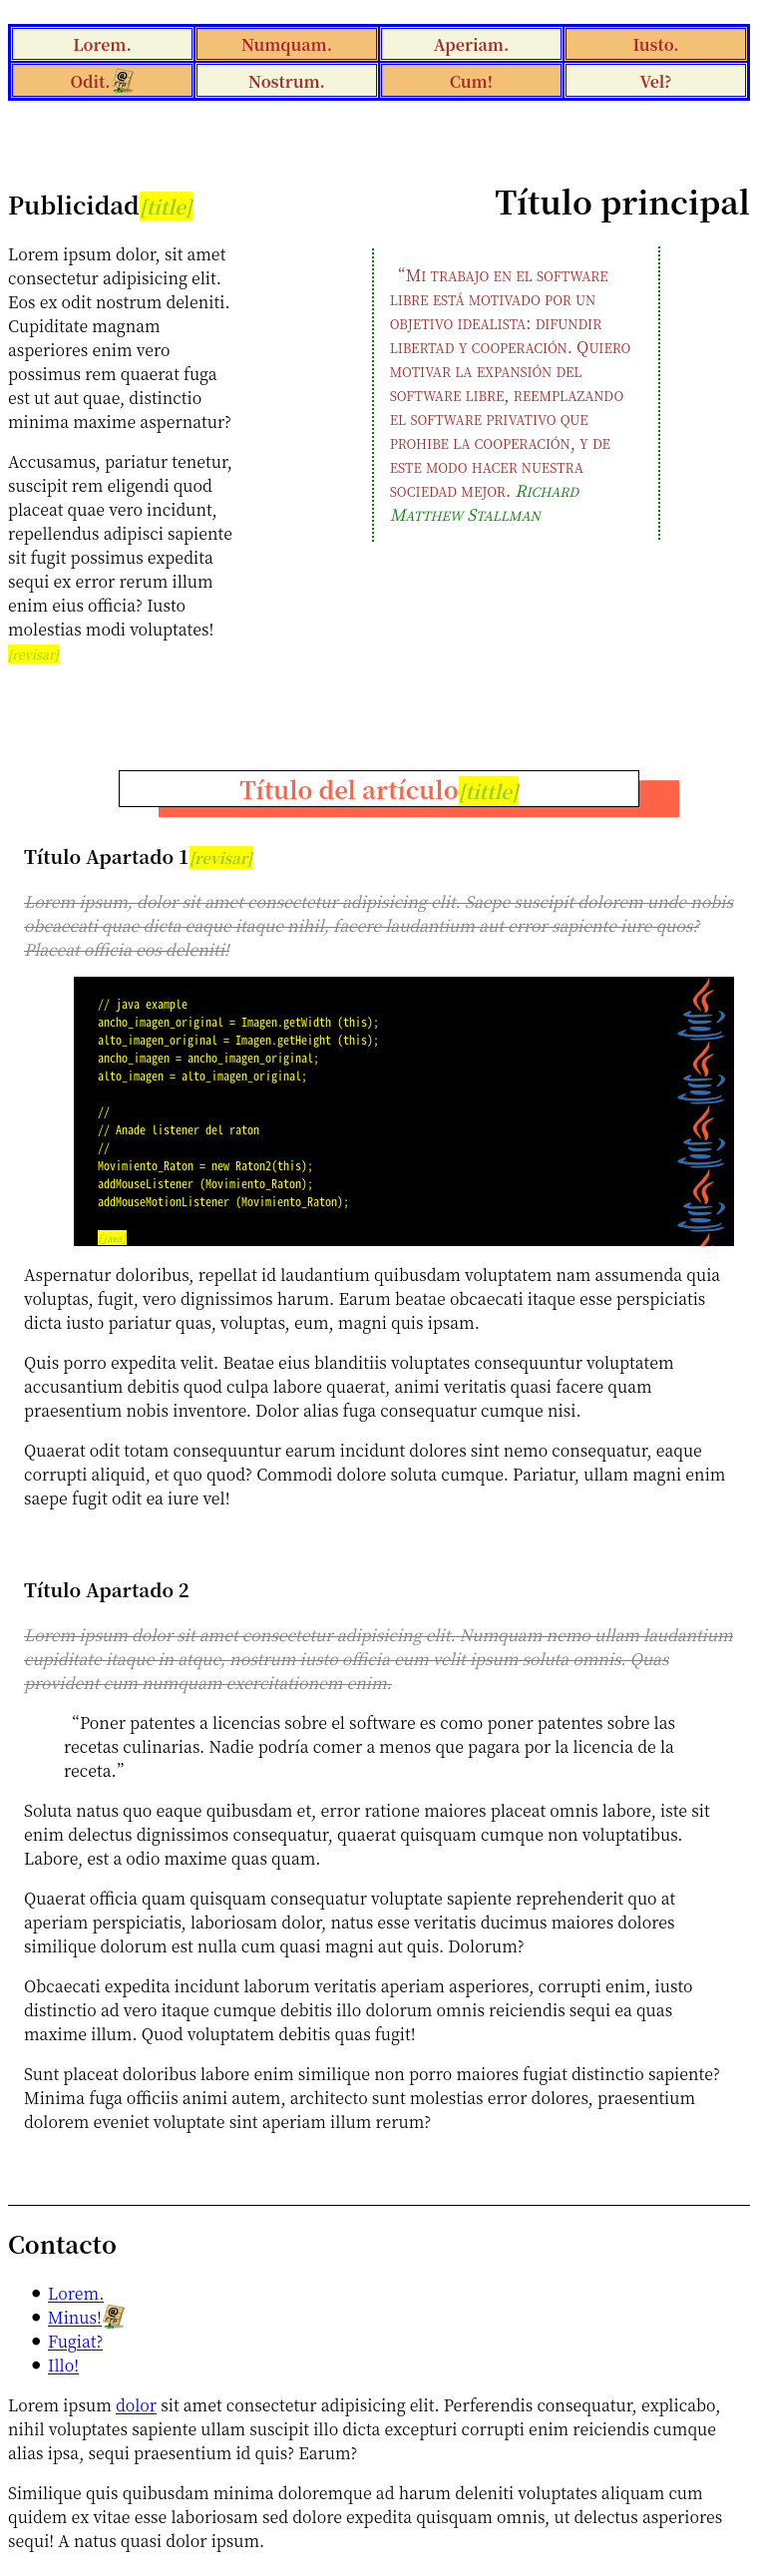 Lorem. Numquam. Aperiam. Iusto.
Odit. Nostrum. Cum! Vel?
Publicidad[title]
Lorem ipsum dolor, sit amet
consectetur adipisicing elit.
Eos ex odit nostrum deleniti.
Cupiditate magnam
asperiores enim vero
possimus rem quaerat fuga
est ut aut quae, distinctio
minima maxime aspernatur?
Accusamus, pariatur tenetur,
suscipit rem eligendi quod
placeat quae vero incidunt,
repellendus adipisci sapiente
sit fugit possimus expedita
sequi ex error rerum illum
enim eius officia? Iusto
molestias modi voluptates!
[revisar]
Título principal
“Mi trabajo en el software
libre está motivado por un
objetivo idealista: difundir
libertad y cooperación. Quiero
motivar la expansión del
software libre, reemplazando
el software privativo que
prohibe la cooperación, y de
este modo hacer nuestra
sociedad mejor. Richard
Matthew Stallman
Título del artículo[tittle]
Título Apartado 1[revisar]
Lorem ipsum, dolor sit amet consectetur adipisicing elit. Saepe suscipit dolorem unde nobis
obcaecati quae dicta eaque itaque nihil, facere laudantium aut error sapiente iure quos?
Placeat officia eos deleniti!
// java example
ancho_imagen_original = Imagen.getWidth (this);
alto_imagen_original = Imagen.getHeight (this);
ancho_imagen = ancho_imagen_original;
alto_imagen = alto_imagen_original;
//
// Anade listener del raton
//
Movimiento_Raton = new Raton2(this);
addMouseListener (Movimiento_Raton);
addMouseMotionListener (Movimiento_Raton);
[java]
Aspernatur doloribus, repellat id laudantium quibusdam voluptatem nam assumenda quia
voluptas, fugit, vero dignissimos harum. Earum beatae obcaecati itaque esse perspiciatis
dicta iusto pariatur quas, voluptas, eum, magni quis ipsam.
Quis porro expedita velit. Beatae eius blanditiis voluptates consequuntur voluptatem
accusantium debitis quod culpa labore quaerat, animi veritatis quasi facere quam
praesentium nobis inventore. Dolor alias fuga consequatur cumque nisi.
Quaerat odit totam consequuntur earum incidunt dolores sint nemo consequatur, eaque
corrupti aliquid, et quo quod? Commodi dolore soluta cumque. Pariatur, ullam magni enim
saepe fugit odit ea iure vel!
Título Apartado 2
Lorem ipsum dolor sit amet consectetur adipisicing elit. Numquam nemo ullam laudantium
cupiditate itaque in atque, nostrum iusto officia eum velit ipsum soluta omnis. Quas
provident cum numquam exercitationem enim.
“Poner patentes a licencias sobre el software es como poner patentes sobre las
recetas culinarias. Nadie podría comer a menos que pagara por la licencia de la
receta.”
Soluta natus quo eaque quibusdam et, error ratione maiores placeat omnis labore, iste sit
enim delectus dignissimos consequatur, quaerat quisquam cumque non voluptatibus.
Labore, est a odio maxime quas quam.
Quaerat officia quam quisquam consequatur voluptate sapiente reprehenderit quo at
aperiam perspiciatis, laboriosam dolor, natus esse veritatis ducimus maiores dolores
similique dolorum est nulla cum quasi magni aut quis. Dolorum?
Obcaecati expedita incidunt laborum veritatis aperiam asperiores, corrupti enim, iusto
distinctio ad vero itaque cumque debitis illo dolorum omnis reiciendis sequi ea quas
maxime illum. Quod voluptatem debitis quas fugit!
Sunt placeat doloribus labore enim similique non porro maiores fugiat distinctio sapiente?
Minima fuga officiis animi autem, architecto sunt molestias error dolores, praesentium
dolorem eveniet voluptate sint aperiam illum rerum?
Contacto
Lorem.
Minus!
Fugiat?
Illo!
Lorem ipsum dolor sit amet consectetur adipisicing elit. Perferendis consequatur, explicabo,
nihil voluptates sapiente ullam suscipit illo dicta excepturi corrupti enim reiciendis cumque
alias ipsa, sequi praesentium id quis? Earum?
Similique quis quibusdam minima doloremque ad harum deleniti voluptates aliquam cum
quidem ex vitae esse laboriosam sed dolore expedita quisquam omnis, ut delectus asperiores
sequi! A natus quasi dolor ipsum.